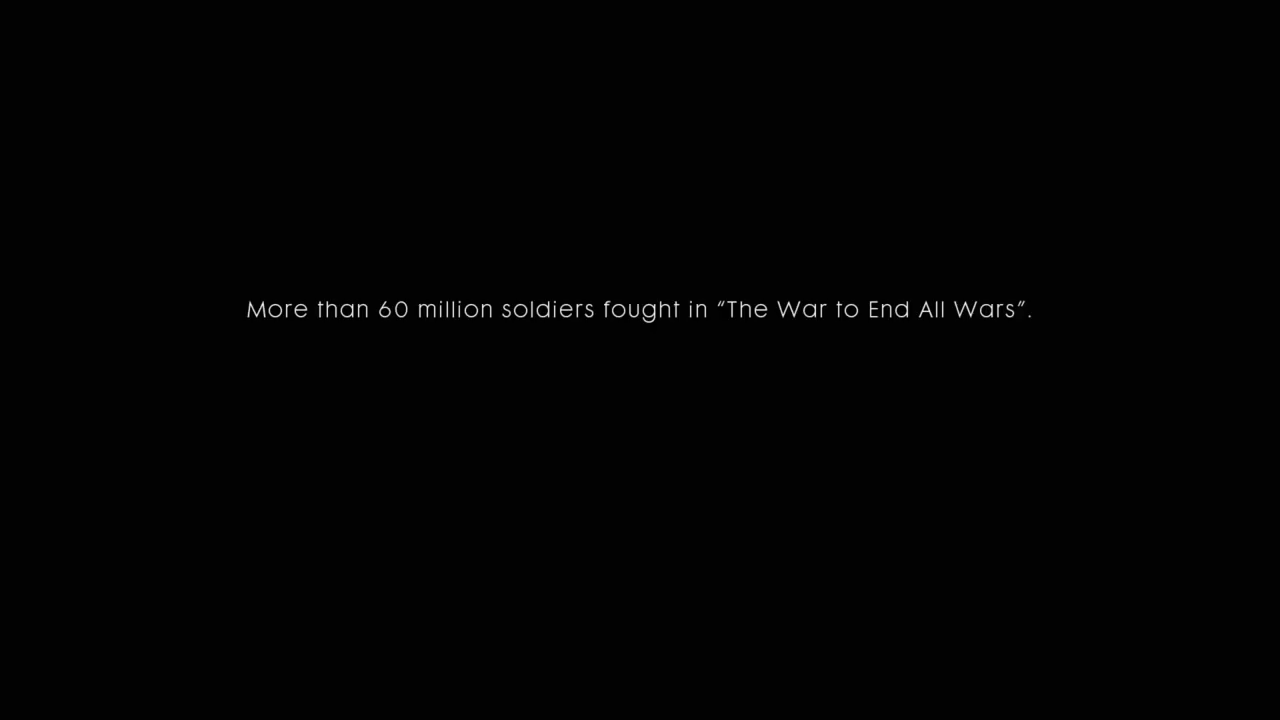 More than 60 million soldiers fought in “The War to End All Wars”.